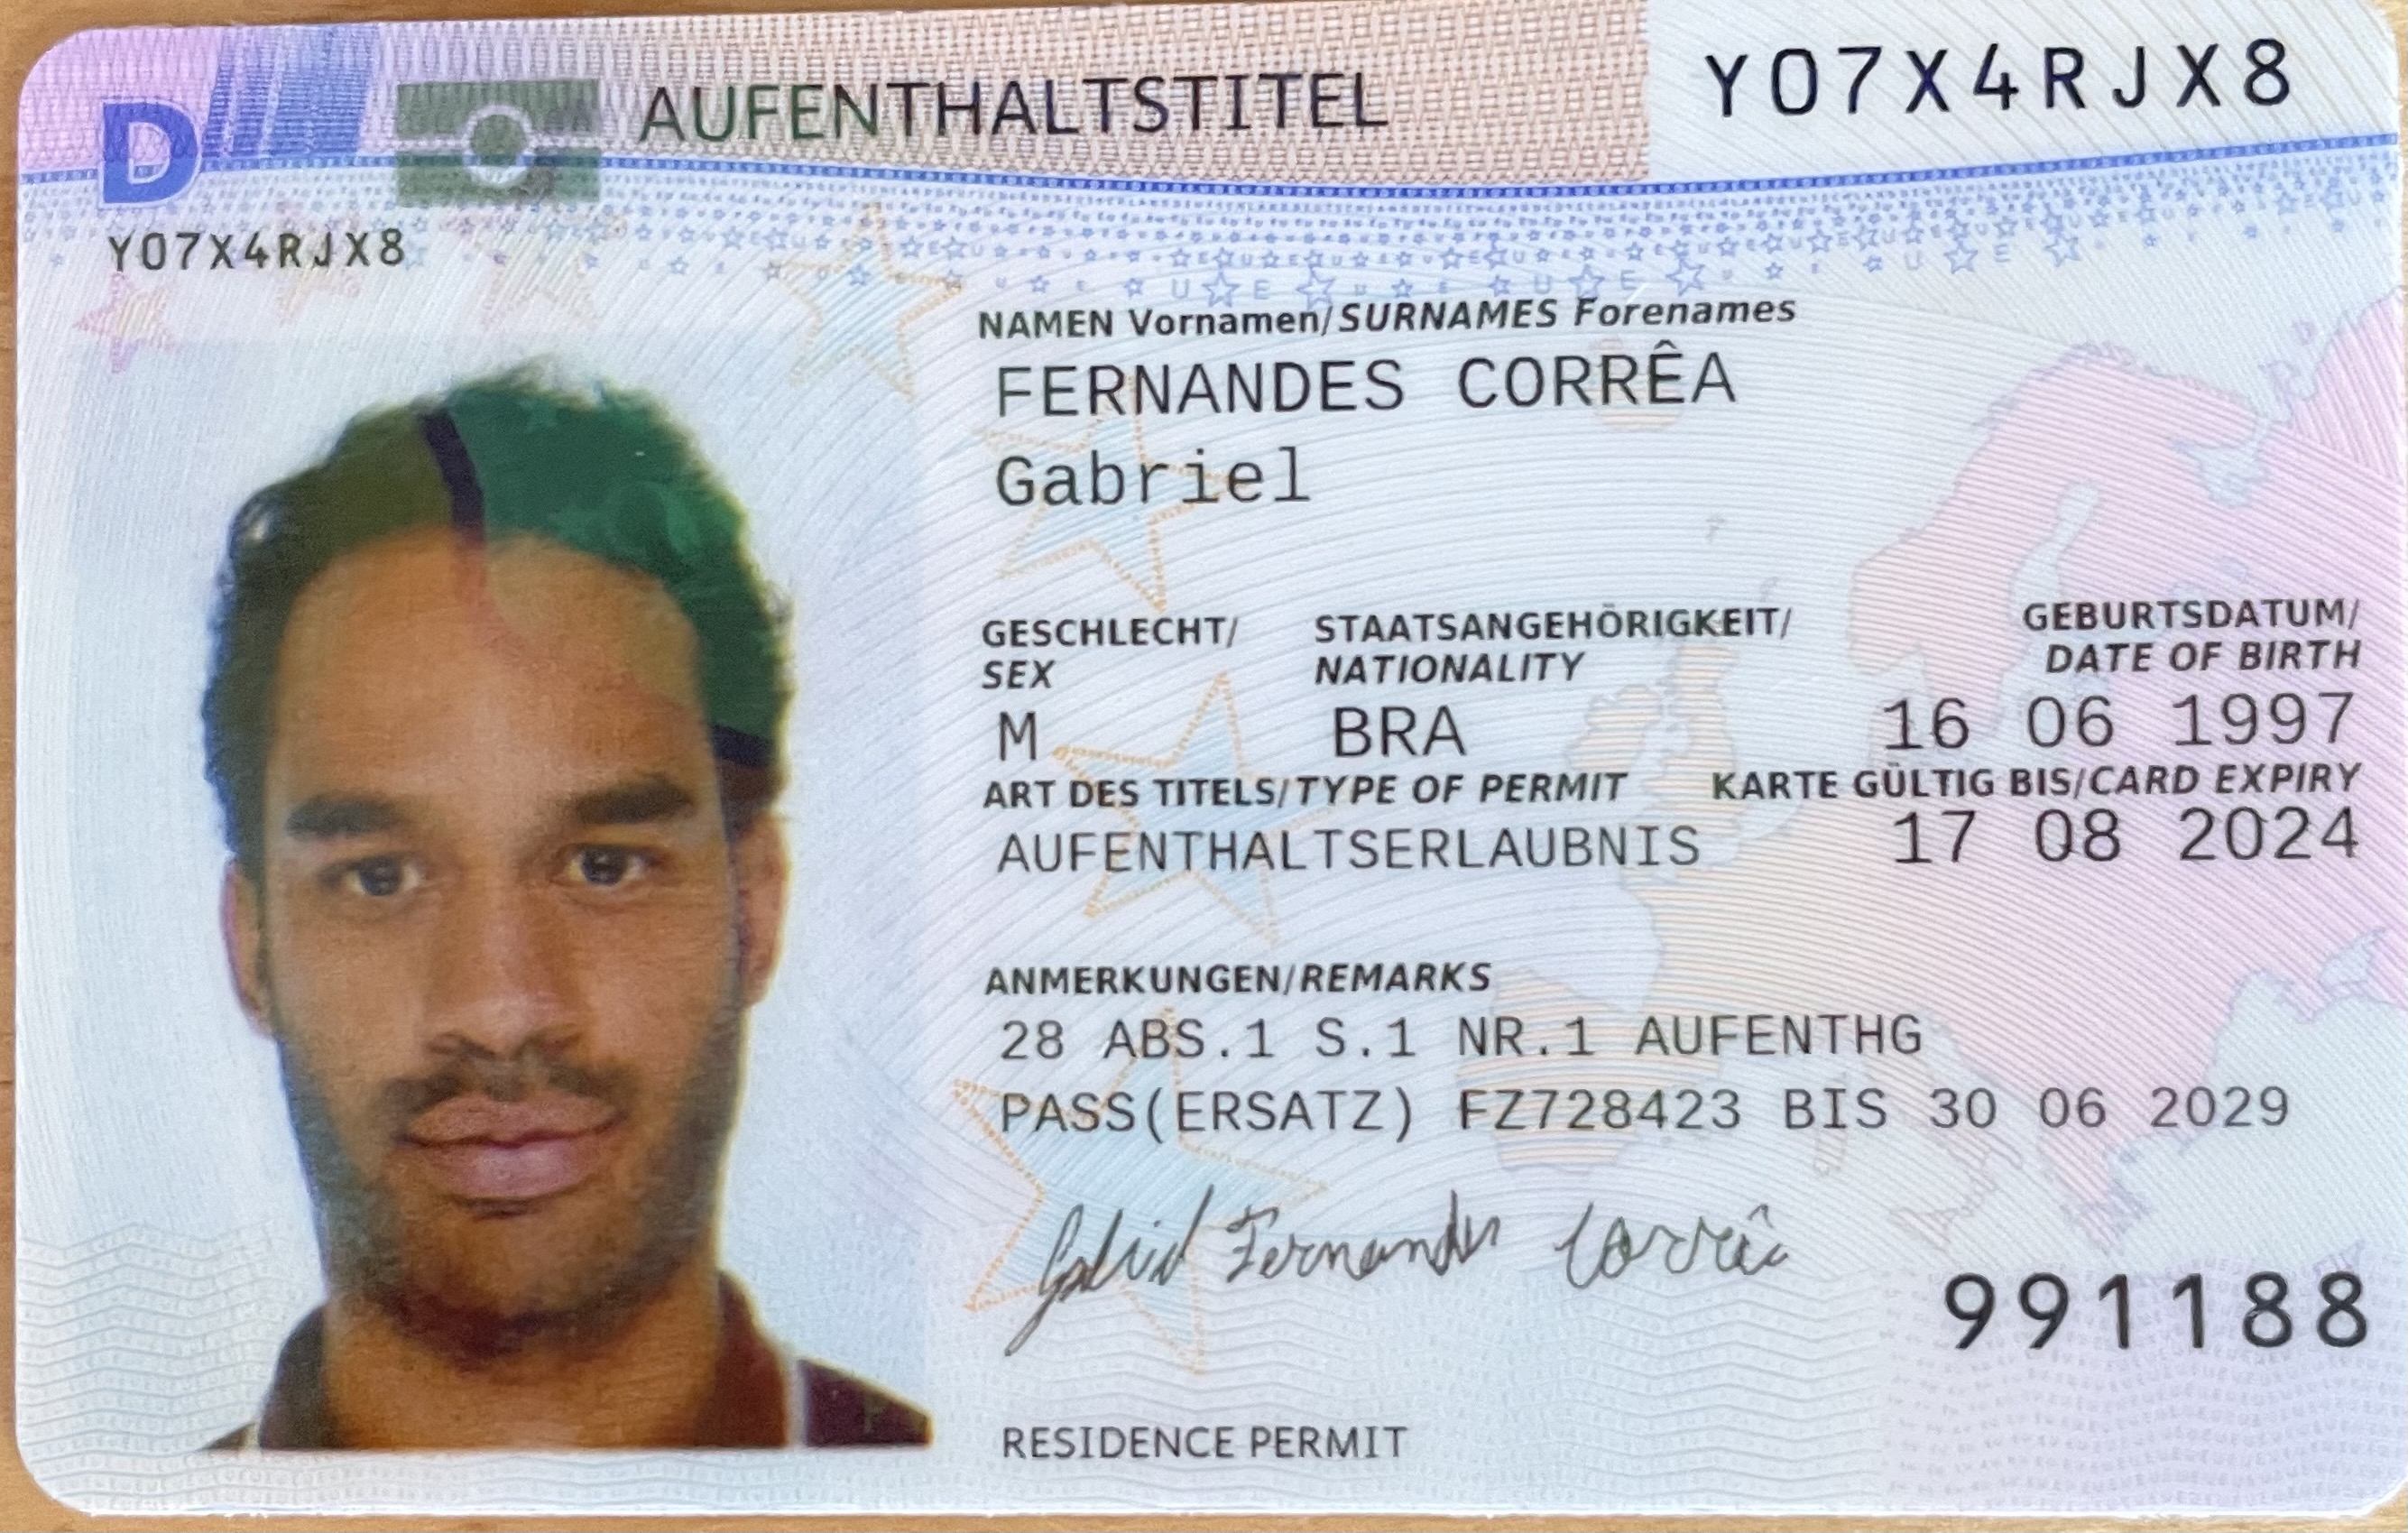 D AUFENTHALTSTITEL Y07X4RJX8
Y07X4RJX8
NAMEN Vornamen/SURNAMES Forenames
FERNANDES CORRÊA
Gabriel
GESCHLECHT/ STAATSANGEHÖRIGKEIT/ GEBURTSDATUM/
SEX NATIONALITY DATE OF BIRTH
M BRA 16 06 1997
ART DES TITELS/TYPE OF PERMIT KARTE GÜLTIG BIS/CARD EXPIRY
AUFENTHALTSERLAUBNIS 17 08 2024
ANMERKUNGEN/REMARKS
28 ABS.1 S.1 NR.1 AUFENTHG
PASS(ERSATZ) FZ728423 BIS 30 06 2029
Gabriel Fernandes Corrêa
991188
RESIDENCE PERMIT